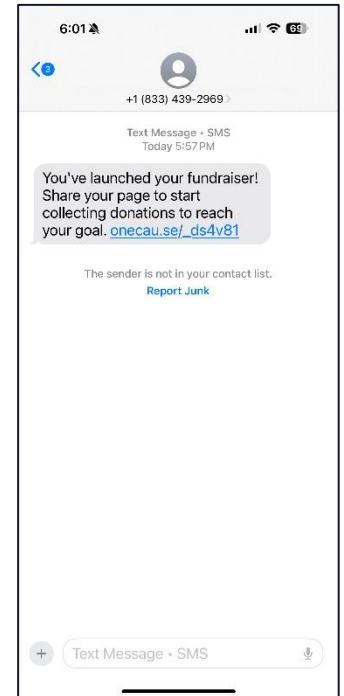 6:01
69
3
+1 (833) 439-2969 >
Text Message • SMS
Today 5:57 PM
You've launched your fundraiser!
Share your page to start
collecting donations to reach
your goal. onecau.se/_ds4v81
The sender is not in your contact list.
Report Junk
+
Text Message • SMS